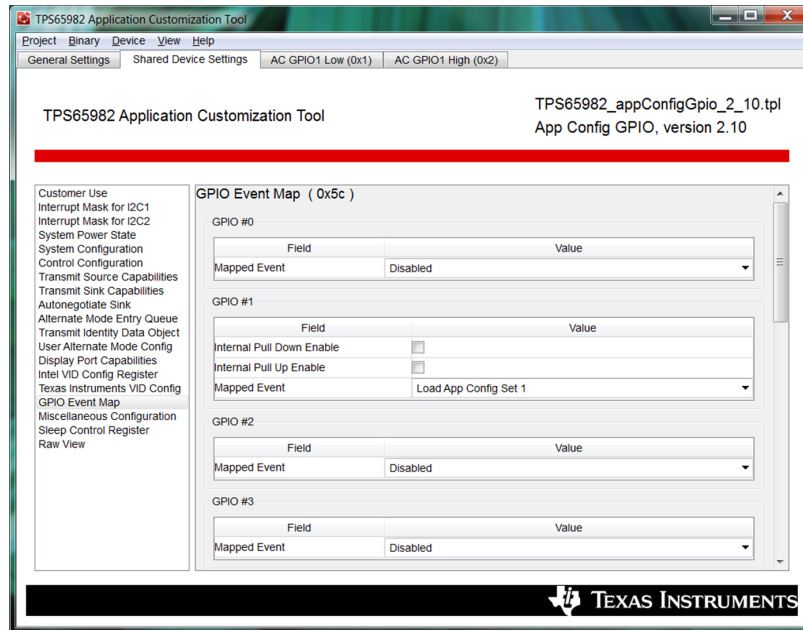 TPS65982 Application Customization Tool
Project Binary Device View Help
General Settings Shared Device Settings AC GPIO1 Low (0x1) AC GPIO1 High (0x2)
TPS65982_appConfigGpio_2_10.tpl
TPS65982 Application Customization Tool
App Config GPIO, version 2.10
Customer Use
Interrupt Mask for I2C1
Interrupt Mask for I2C2
System Power State
System Configuration
Control Configuration
Transmit Source Capabilities
Transmit Sink Capabilities
Autonegotiate Sink
Alternate Mode Entry Queue
Transmit Identity Data Object
User Alternate Mode Config
Display Port Capabilities
Intel VID Config Register
Texas Instruments VID Config
GPIO Event Map
Miscellaneous Configuration
Sleep Control Register
Raw View
GPIO Event Map ( 0x5c )
GPIO #0
Field Value
Mapped Event Disabled
GPIO #1
Field Value
Internal Pull Down Enable
Internal Pull Up Enable
Mapped Event Load App Config Set 1
GPIO #2
Field Value
Mapped Event Disabled
GPIO #3
Field Value
Mapped Event Disabled
TEXAS INSTRUMENTS